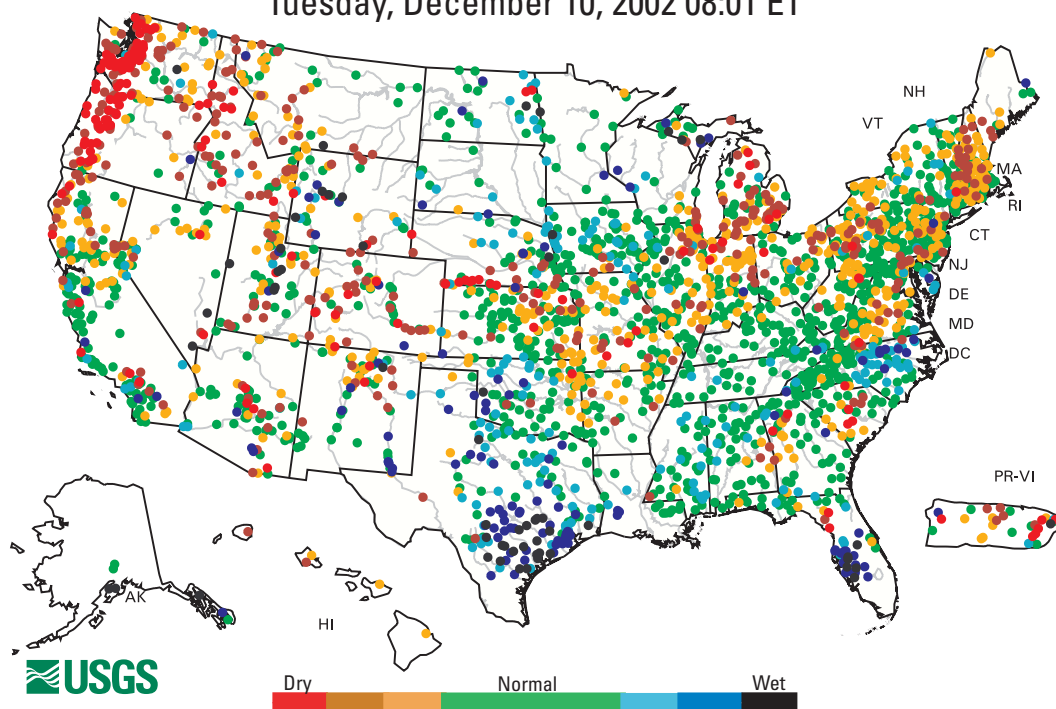 Tuesday, December 10, 2002 08:01 ET
NH
VT
MA
RI
CT
NJ
DE
MD
DC
PR-VI
AK
HI
USGS
Dry Normal Wet